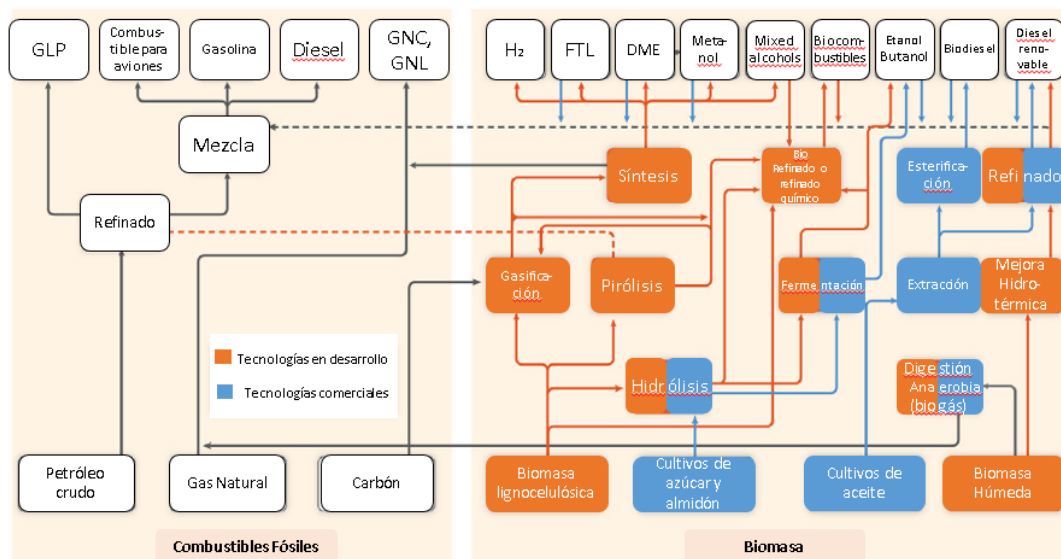 GLP
Combus-
tible para
aviones
Gasolina
Diesel
GNC,
GNL
H₂
FTL
DME
Meta-
nol
Mixed
alcohols
Biocom-
bustibles
Etanol
Butanol
Biodiesel
Diesel
reno-
vable
Mezcla
Síntesis
Bio
Refinado o
refinado
químico
Esterifica-
ción
Refinado
Refinado
Gasifica-
ción
Pirólisis
Fermentación
Extracción
Mejora
Hidro-
térmica
Tecnologías en desarrollo
Tecnologías comerciales
Hidrólisis
Digestión
Anaerobia
(biogás)
Petróleo
crudo
Gas Natural
Carbón
Biomasa
lignocelulósica
Cultivos de
azúcar y
almidón
Cultivos de
aceite
Biomasa
Húmeda
Combustibles Fósiles
Biomasa